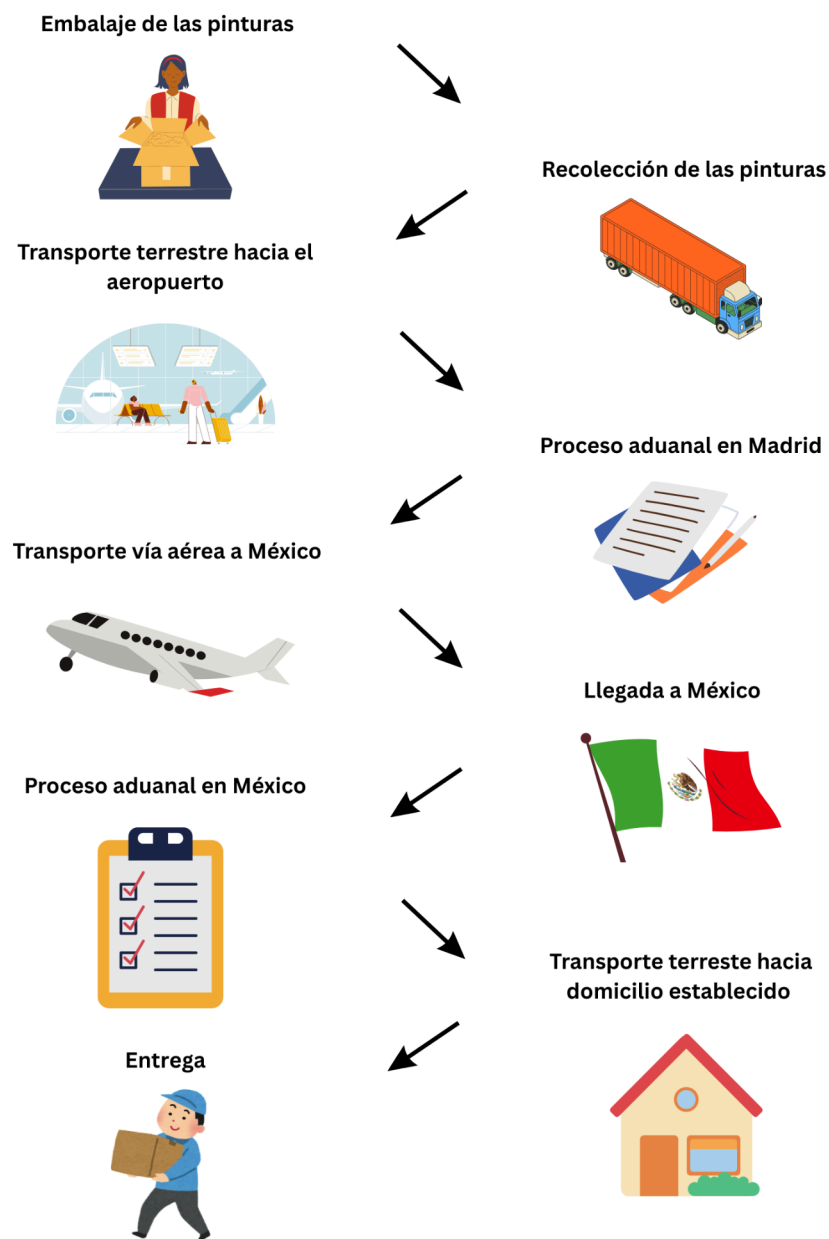 Embalaje de las pinturas
Recolección de las pinturas
Transporte terrestre hacia el
aeropuerto
Proceso aduanal en Madrid
Transporte vía aérea a México
Llegada a México
Proceso aduanal en México
Transporte terreste hacia
domicilio establecido
Entrega